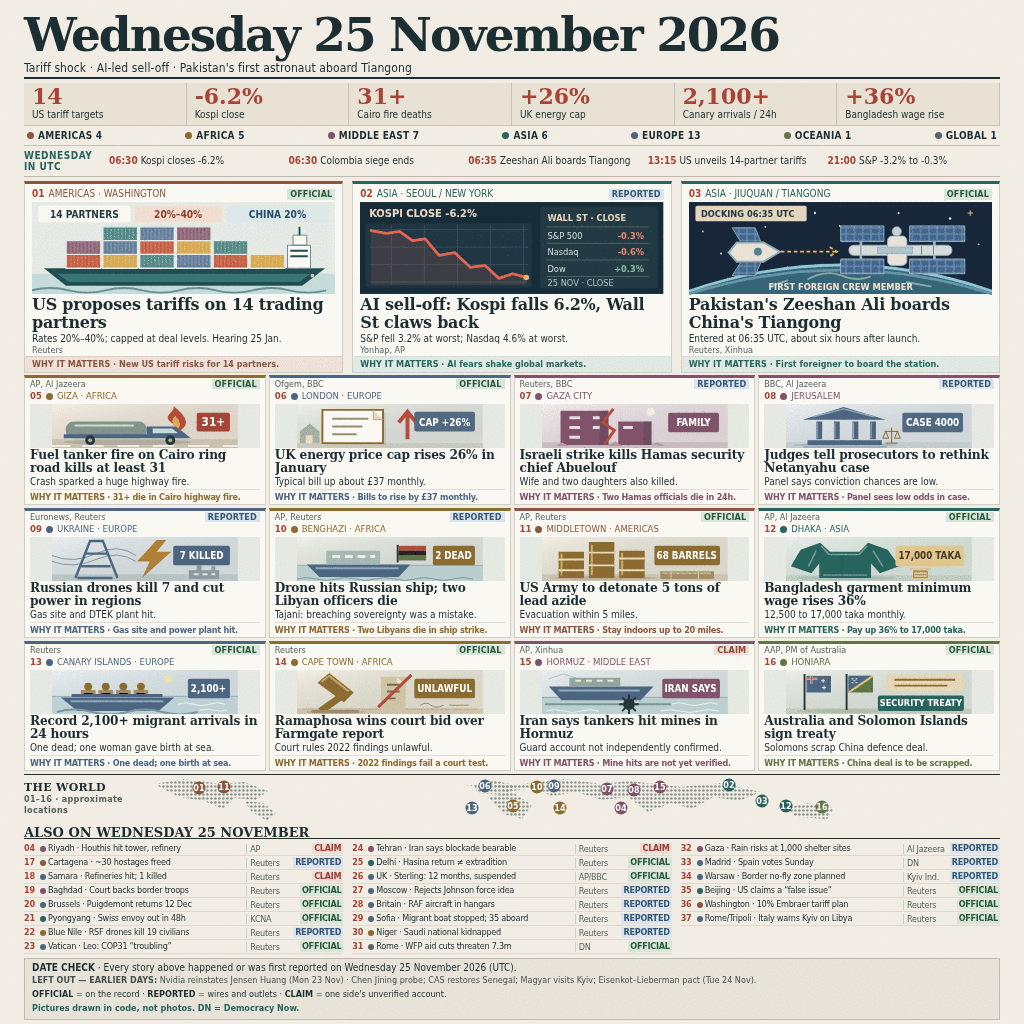 Wednesday 25 November 2026
Tariff shock · AI-led sell-off · Pakistan's first astronaut aboard Tiangong
14
US tariff targets
-6.2%
Kospi close
31+
Cairo fire deaths
+26%
UK energy cap
2,100+
Canary arrivals / 24h
+36%
Bangladesh wage rise
AMERICAS 4
AFRICA 5
MIDDLE EAST 7
ASIA 6
EUROPE 13
OCEANIA 1
GLOBAL 1
WEDNESDAY
IN UTC
06:30 Kospi closes -6.2%
06:30 Colombia siege ends
06:35 Zeeshan Ali boards Tiangong
13:15 US unveils 14-partner tariffs
21:00 S&P -3.2% to -0.3%
01 AMERICAS · WASHINGTON OFFICIAL
14 PARTNERS 20%–40% CHINA 20%
US proposes tariffs on 14 trading
partners
Rates 20%–40%; capped at deal levels. Hearing 25 Jan.
Reuters
WHY IT MATTERS · New US tariff risks for 14 partners.
02 ASIA · SEOUL / NEW YORK REPORTED
KOSPI CLOSE -6.2%
WALL ST · CLOSE
S&P 500 -0.3%
Nasdaq -0.6%
Dow +0.3%
25 NOV · CLOSE
AI sell-off: Kospi falls 6.2%, Wall
St claws back
S&P fell 3.2% at worst; Nasdaq 4.6% at worst.
Yonhap, AP
WHY IT MATTERS · AI fears shake global markets.
03 ASIA · JIUQUAN / TIANGONG OFFICIAL
DOCKING 06:35 UTC
FIRST FOREIGN CREW MEMBER
Pakistan's Zeeshan Ali boards
China's Tiangong
Entered at 06:35 UTC, about six hours after launch.
Reuters, Xinhua
WHY IT MATTERS · First foreigner to board the station.
AP, Al Jazeera OFFICIAL
05 GIZA · AFRICA
31+
Fuel tanker fire on Cairo ring
road kills at least 31
Crash sparked a huge highway fire.
WHY IT MATTERS · 31+ die in Cairo highway fire.
Ofgem, BBC OFFICIAL
06 LONDON · EUROPE
CAP +26%
UK energy price cap rises 26% in
January
Typical bill up about £37 monthly.
WHY IT MATTERS · Bills to rise by £37 monthly.
Reuters, BBC REPORTED
07 GAZA CITY
FAMILY
Israeli strike kills Hamas security
chief Abuelouf
Wife and two daughters also killed.
WHY IT MATTERS · Two Hamas officials die in 24h.
BBC, Al Jazeera REPORTED
08 JERUSALEM
CASE 4000
Judges tell prosecutors to rethink
Netanyahu case
Panel says conviction chances are low.
WHY IT MATTERS · Panel sees low odds in case.
Euronews, Reuters REPORTED
09 UKRAINE · EUROPE
7 KILLED
Russian drones kill 7 and cut
power in regions
Gas site and DTEK plant hit.
WHY IT MATTERS · Gas site and power plant hit.
AP, Reuters REPORTED
10 BENGHAZI · AFRICA
2 DEAD
Drone hits Russian ship; two
Libyan officers die
Tajani: breaching sovereignty was a mistake.
WHY IT MATTERS · Two Libyans die in ship strike.
AP, Reuters OFFICIAL
11 MIDDLETOWN · AMERICAS
68 BARRELS
US Army to detonate 5 tons of
lead azide
Evacuation within 5 miles.
WHY IT MATTERS · Stay indoors up to 20 miles.
AP, Al Jazeera OFFICIAL
12 DHAKA · ASIA
17,000 TAKA
Bangladesh garment minimum
wage rises 36%
12,500 to 17,000 taka monthly.
WHY IT MATTERS · Pay up 36% to 17,000 taka.
Reuters OFFICIAL
13 CANARY ISLANDS · EUROPE
2,100+
Record 2,100+ migrant arrivals in
24 hours
One dead; one woman gave birth at sea.
WHY IT MATTERS · One dead; one birth at sea.
Reuters OFFICIAL
14 CAPE TOWN · AFRICA
UNLAWFUL
Ramaphosa wins court bid over
Farmgate report
Court rules 2022 findings unlawful.
WHY IT MATTERS · 2022 findings fail a court test.
AP, Xinhua CLAIM
15 HORMUZ · MIDDLE EAST
IRAN SAYS
Iran says tankers hit mines in
Hormuz
Guard account not independently confirmed.
WHY IT MATTERS · Mine hits are not yet verified.
AAP, PM of Australia OFFICIAL
16 HONIARA
SECURITY TREATY
Australia and Solomon Islands
sign treaty
Solomons scrap China defence deal.
WHY IT MATTERS · China deal is to be scrapped.
THE WORLD
01–16 · approximate
locations
01 11 06 10 09 07 08 15 02 13 05 14 04 03 12 16
ALSO ON WEDNESDAY 25 NOVEMBER
04 Riyadh · Houthis hit tower, refinery AP CLAIM
17 Cartagena · ~30 hostages freed Reuters REPORTED
18 Samara · Refineries hit; 1 killed Reuters CLAIM
19 Baghdad · Court backs border troops Reuters OFFICIAL
20 Brussels · Puigdemont returns 12 Dec Reuters OFFICIAL
21 Pyongyang · Swiss envoy out in 48h KCNA OFFICIAL
22 Blue Nile · RSF drones kill 19 civilians Reuters REPORTED
23 Vatican · Leo: COP31 “troubling” Reuters OFFICIAL
24 Tehran · Iran says blockade bearable Reuters CLAIM
25 Delhi · Hasina return ≠ extradition Reuters OFFICIAL
26 UK · Sterling: 12 months, suspended AP/BBC OFFICIAL
27 Moscow · Rejects Johnson force idea Reuters REPORTED
28 Britain · RAF aircraft in hangars Reuters REPORTED
29 Sofia · Migrant boat stopped; 35 aboard Reuters REPORTED
30 Niger · Saudi national kidnapped Reuters REPORTED
31 Rome · WFP aid cuts threaten 7.3m DN OFFICIAL
32 Gaza · Rain risks at 1,000 shelter sites Al Jazeera REPORTED
33 Madrid · Spain votes Sunday DN REPORTED
34 Warsaw · Border no-fly zone planned Kyiv Ind. REPORTED
35 Beijing · US claims a “false issue” Reuters OFFICIAL
36 Washington · 10% Embraer tariff plan Reuters OFFICIAL
37 Rome/Tripoli · Italy warns Kyiv on Libya Reuters OFFICIAL
DATE CHECK · Every story above happened or was first reported on Wednesday 25 November 2026 (UTC).
LEFT OUT — EARLIER DAYS: Nvidia reinstates Jensen Huang (Mon 23 Nov) · Chen Jining probe; CAS restores Senegal; Magyar visits Kyiv; Eisenkot–Lieberman pact (Tue 24 Nov).
OFFICIAL = on the record · REPORTED = wires and outlets · CLAIM = one side's unverified account.
Pictures drawn in code, not photos. DN = Democracy Now.